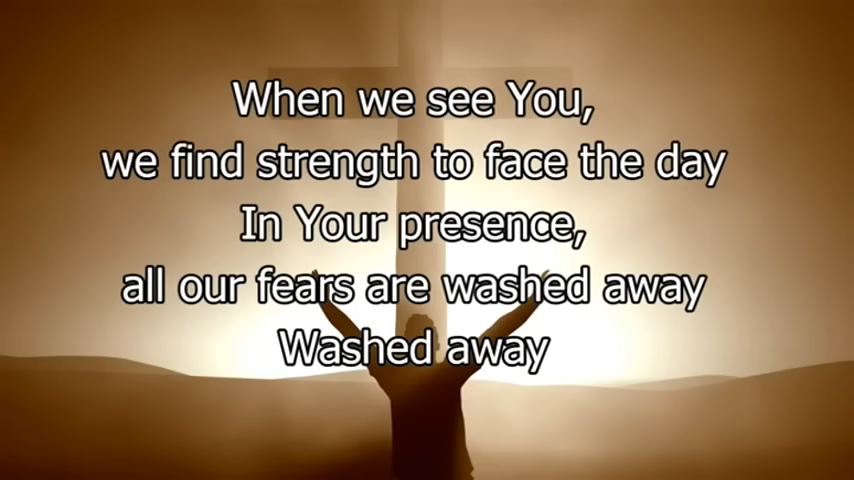 When we see You,
we find strength to face the day
In Your presence,
all our fears are washed away
Washed away